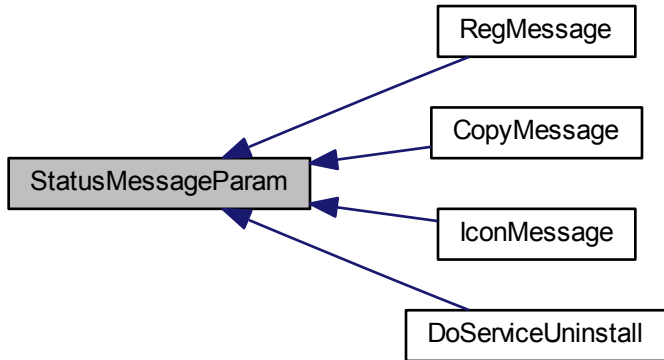 RegMessage
CopyMessage
StatusMessageParam
IconMessage
DoServiceUninstall